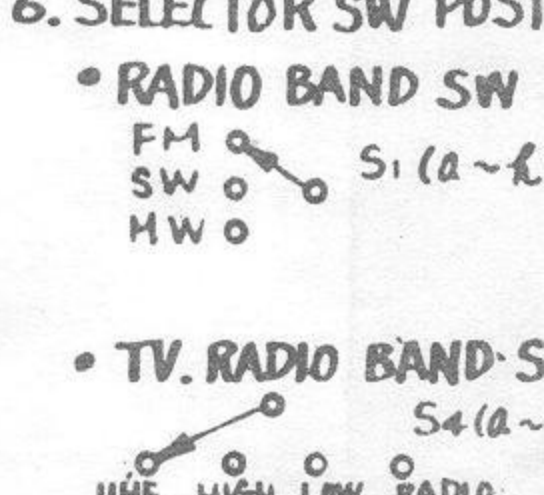 6. SELECTOR SW POSI
• RADIO BAND SW
FM
SW
MW
S1 (a ~ h
• TV. RADIO BAND S
S4 (a ~
UHF HIGH LOW RADIO